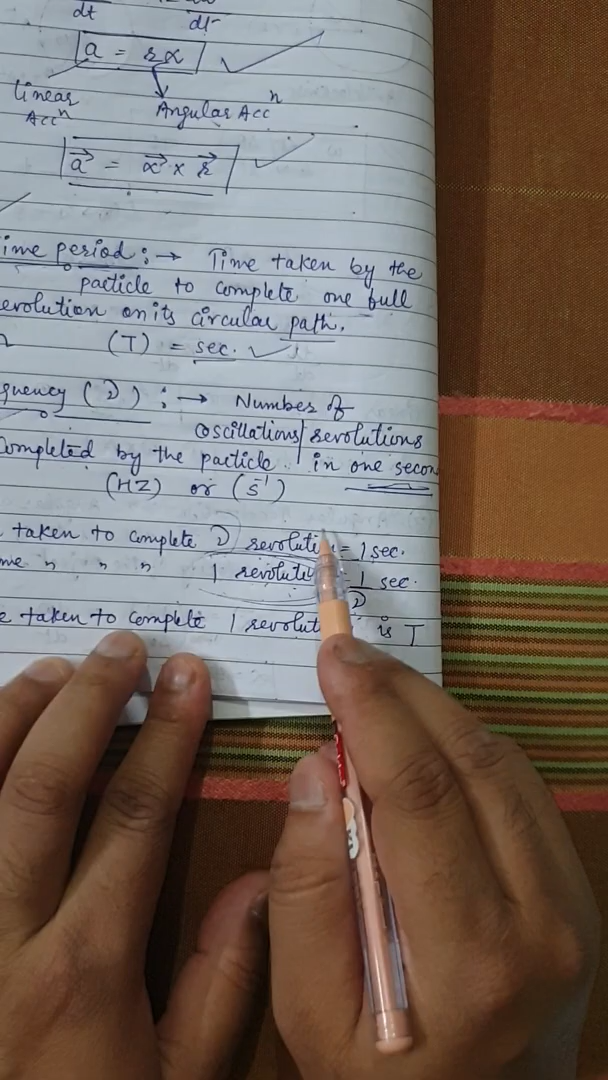 dt dr
a = rα
linear Accⁿ Angular Accⁿ
a⃗ = α⃗ x r⃗
ime period :→ Time taken by the
particle to complete one full
evolution on its circular path.
(T) = sec.
quency (ν) :→ Number of
oscillations/revolutions
Completed by the particle in one secon
(HZ) or (s⁻¹)
taken to complete ν revoluti = 1 sec.
me " " " 1 revoluti 1/ν sec.
e taken to complete 1 revolut is T